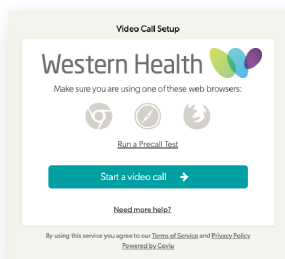 Video Call Setup
Western Health
Make sure you are using one of these web browsers:
Run a Precall Test
Start a video call
Need more help?
By using this service you agree to our Terms of Service and Privacy Policy
Powered by Coviu